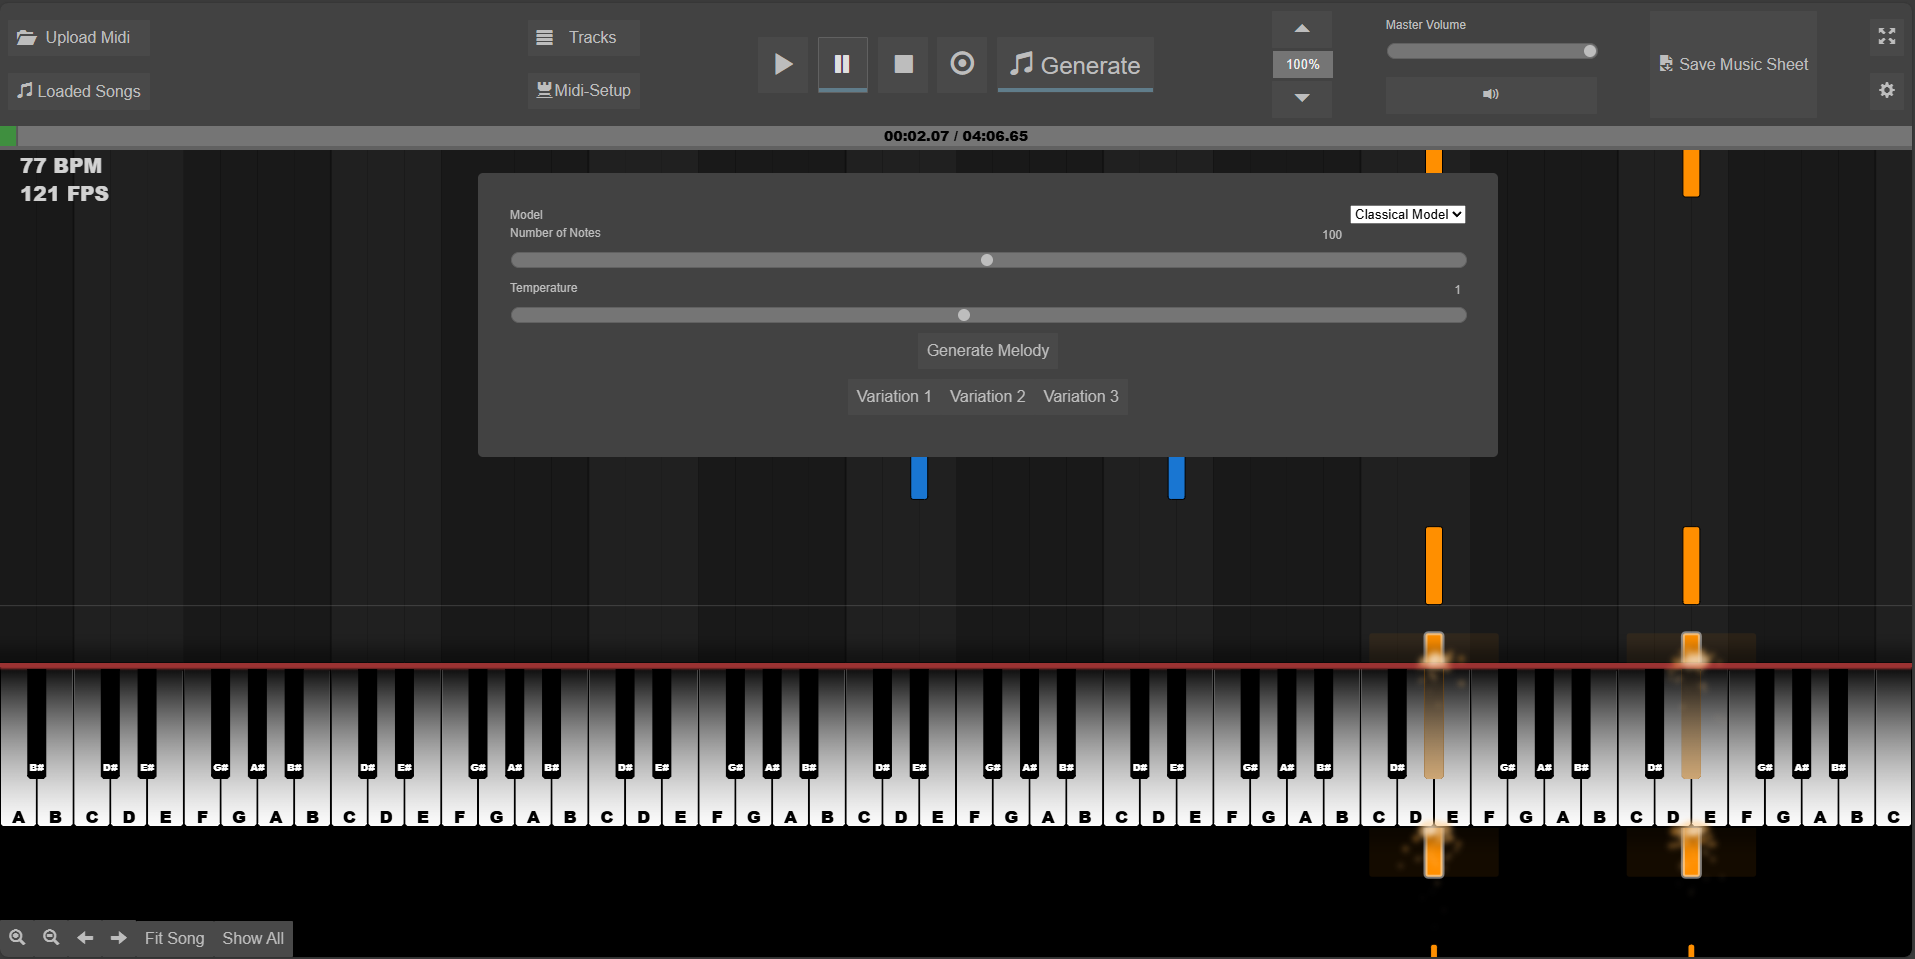 Upload Midi
Loaded Songs
Tracks
Midi-Setup
Generate
100%
Master Volume
Save Music Sheet
00:02.07 / 04:06.65
77 BPM
121 FPS
Model
Classical Model
Number of Notes
100
Temperature
1
Generate Melody
Variation 1 Variation 2 Variation 3
B# D# E# G# A# B# D# E# G# A# B# D# E# G# A# B# D# E# G# A# B# D# E# G# A# B# D# G# A# B# D# G# A# B#
A B C D E F G A B C D E F G A B C D E F G A B C D E F G A B C D E F G A B C D E F G A B C D E F G A B C
Fit Song Show All